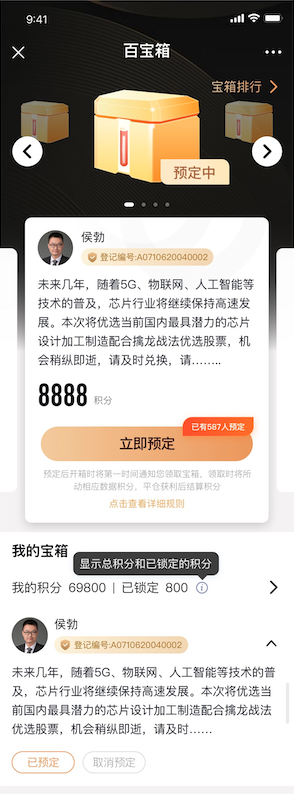 9:41
百宝箱
宝箱排行
预定中
侯勃
登记编号:A0710620040002
未来几年，随着5G、物联网、人工智能等
技术的普及，芯片行业将继续保持高速发
展。本次将优选当前国内最具潜力的芯片
设计加工制造配合擒龙战法优选股票，机
会稍纵即逝，请及时兑换，请……..
8888 积分
已有587人预定
立即预定
预定后开箱时将第一时间通知您领取宝箱，领取时将所
动相应数据积分，平仓获利后结算积分
点击查看详细规则
我的宝箱
显示总积分和已锁定的积分
我的积分 69800 | 已锁定 800
侯勃
登记编号:A0710620040002
未来几年，随着5G、物联网、人工智能等技术的普
及，芯片行业将继续保持高速发展。本次将优选当
前国内最具潜力的芯片设计加工制造配合擒龙战法
优选股票，机会稍纵即逝，请及时……
已预定
取消预定